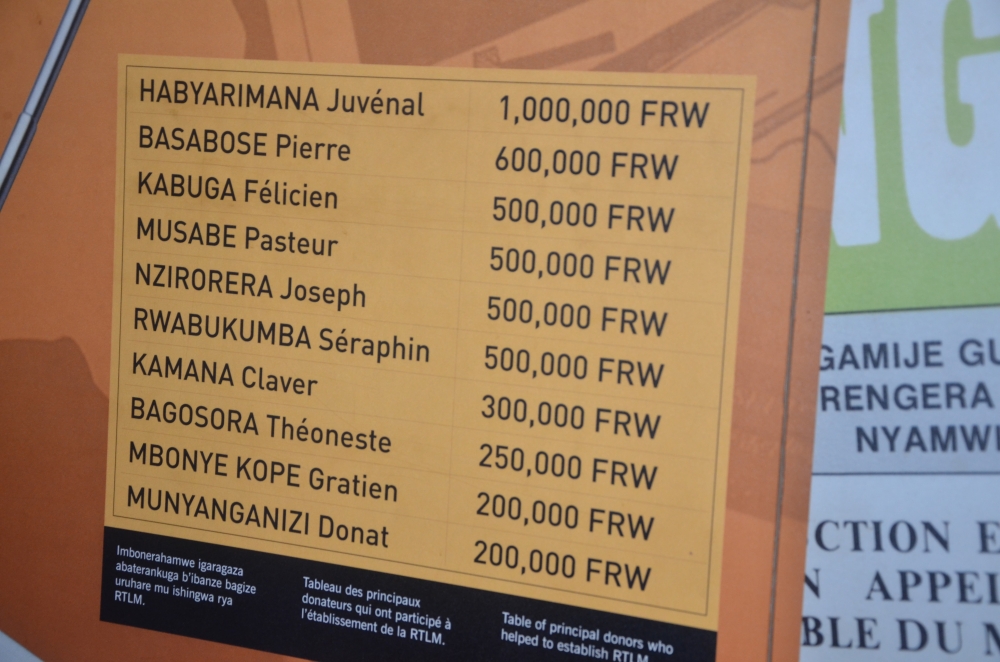 HABYARIMANA Juvénal 1,000,000 FRW
BASABOSE Pierre 600,000 FRW
KABUGA Félicien 500,000 FRW
MUSABE Pasteur 500,000 FRW
NZIRORERA Joseph 500,000 FRW
RWABUKUMBA Séraphin 500,000 FRW
KAMANA Claver 300,000 FRW
BAGOSORA Théoneste 250,000 FRW
MBONYE KOPE Gratien 200,000 FRW
MUNYANGANIZI Donat 200,000 FRW
Imbonerahamwe igaragaza
abaterankuga b'ibanze bagize
uruhare mu ishingwa rya
RTLM.
Tableau des principaux
donateurs qui ont participé à
l'établissement de la RTLM.
Table of principal donors who
helped to establish RTLM
G
GAMIJE GU
RENGERA
NYAMWI
CTION E
N APPEL
BLE DU M